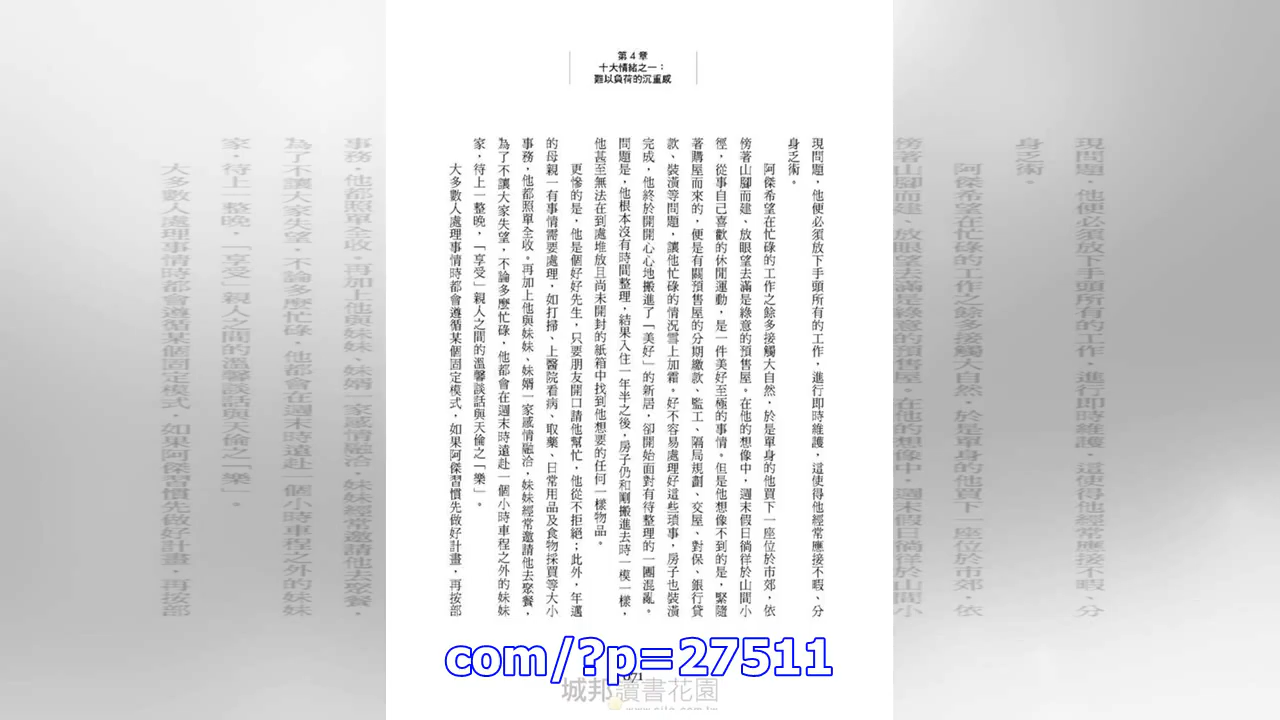 第 4 章
十大情緒之一：
難以負荷的沉重感
現問題，他便必須放下手頭所有的工作，進行即時維護，這使得他經常應接不暇、分
身乏術。
阿傑希望在忙碌的工作之餘多接觸大自然，於是單身的他買下一座位於市郊，依
傍著山腳而建、放眼望去滿是綠意的預售屋。在他的想像中，週末假日徜徉於山間小
徑，從事自己喜歡的休閒運動，是一件美好至極的事情。但是他想像不到的是，緊隨
著購屋而來的，便是有關預售屋的分期繳款、監工、隔局規劃、交屋、對保、銀行貸
款、裝潢等問題，讓他忙碌的情況雪上加霜。好不容易處理好這些瑣事，房子也裝潢
完成，他終於開開心心地搬進了「美好」的新居，卻開始面對有待整理的一團混亂。
問題是，他根本沒有時間整理，結果入住一年半之後，房子仍和剛搬進去時一模一樣，
他甚至無法在到處堆放且尚未開封的紙箱中找到他想要的任何一樣物品。
更慘的是，他是個好好先生，只要朋友開口請他幫忙，他從不拒絕；此外，年邁
的母親一有事情需要處理，如打掃、上醫院看病、取藥、日常用品及食物採買等大小
事務，他都照單全收。再加上他與妹妹、妹婿一家感情融洽，妹妹經常邀請他去聚餐，
為了不讓大家失望，不論多麼忙碌，他都會在週末時遠赴一個小時車程之外的妹妹
家，待上一整晚，「享受」親人之間的溫馨談話與天倫之「樂」。
大多數人處理事情時都會遵循某個固定模式，如果阿傑習慣先做好計畫，再按部
com/?p=27511
071
城邦讀書花園